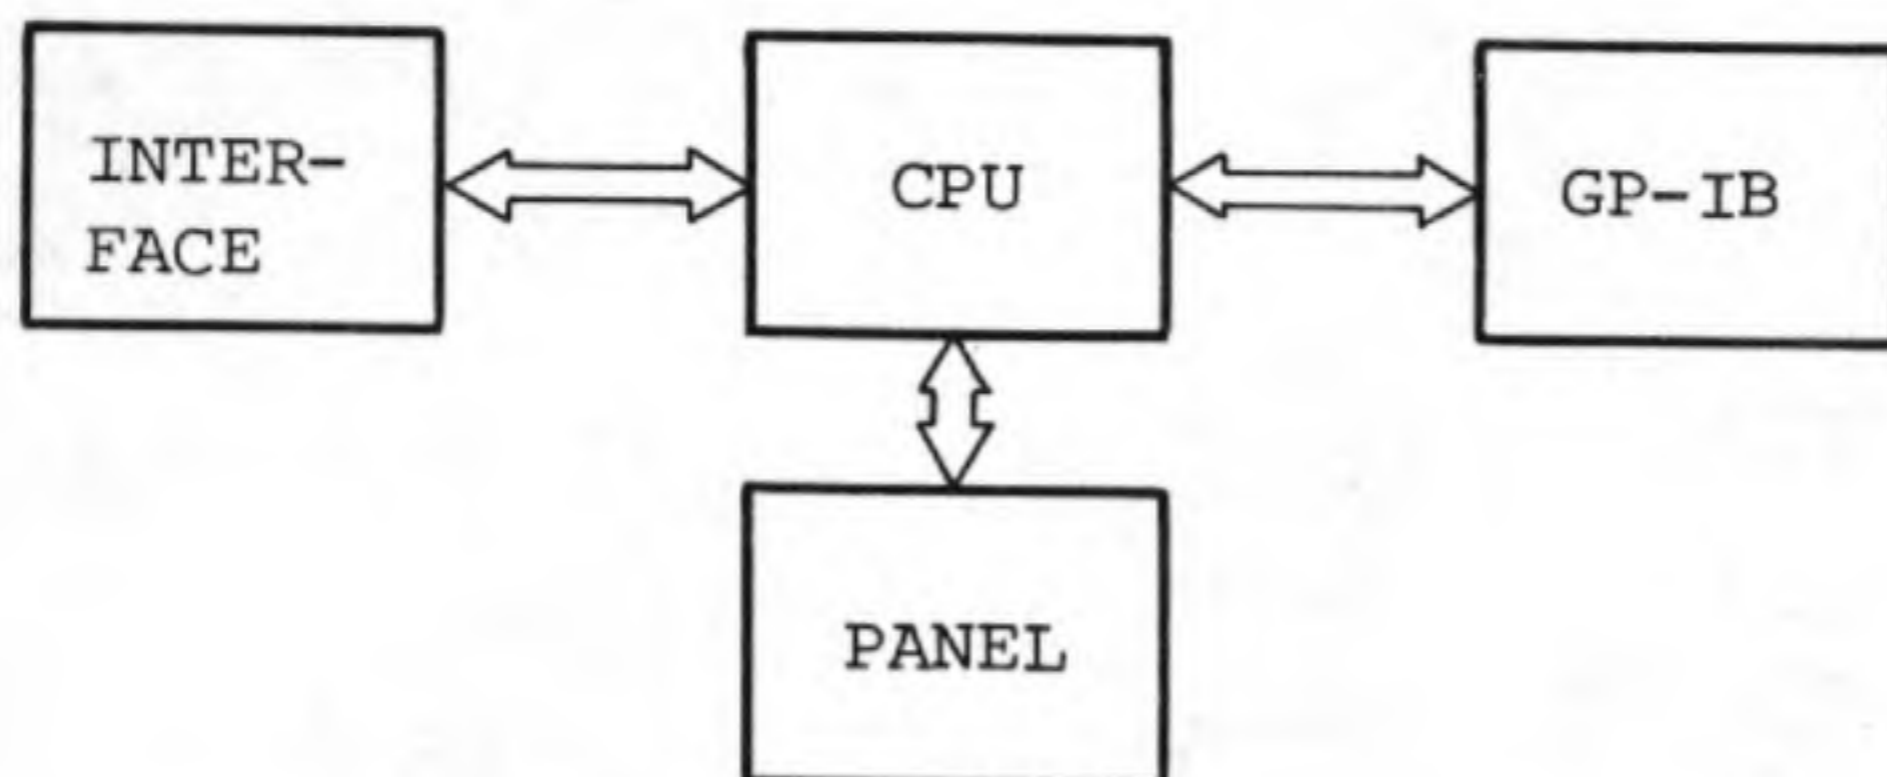 INTER-
FACE
CPU
GP-IB
PANEL